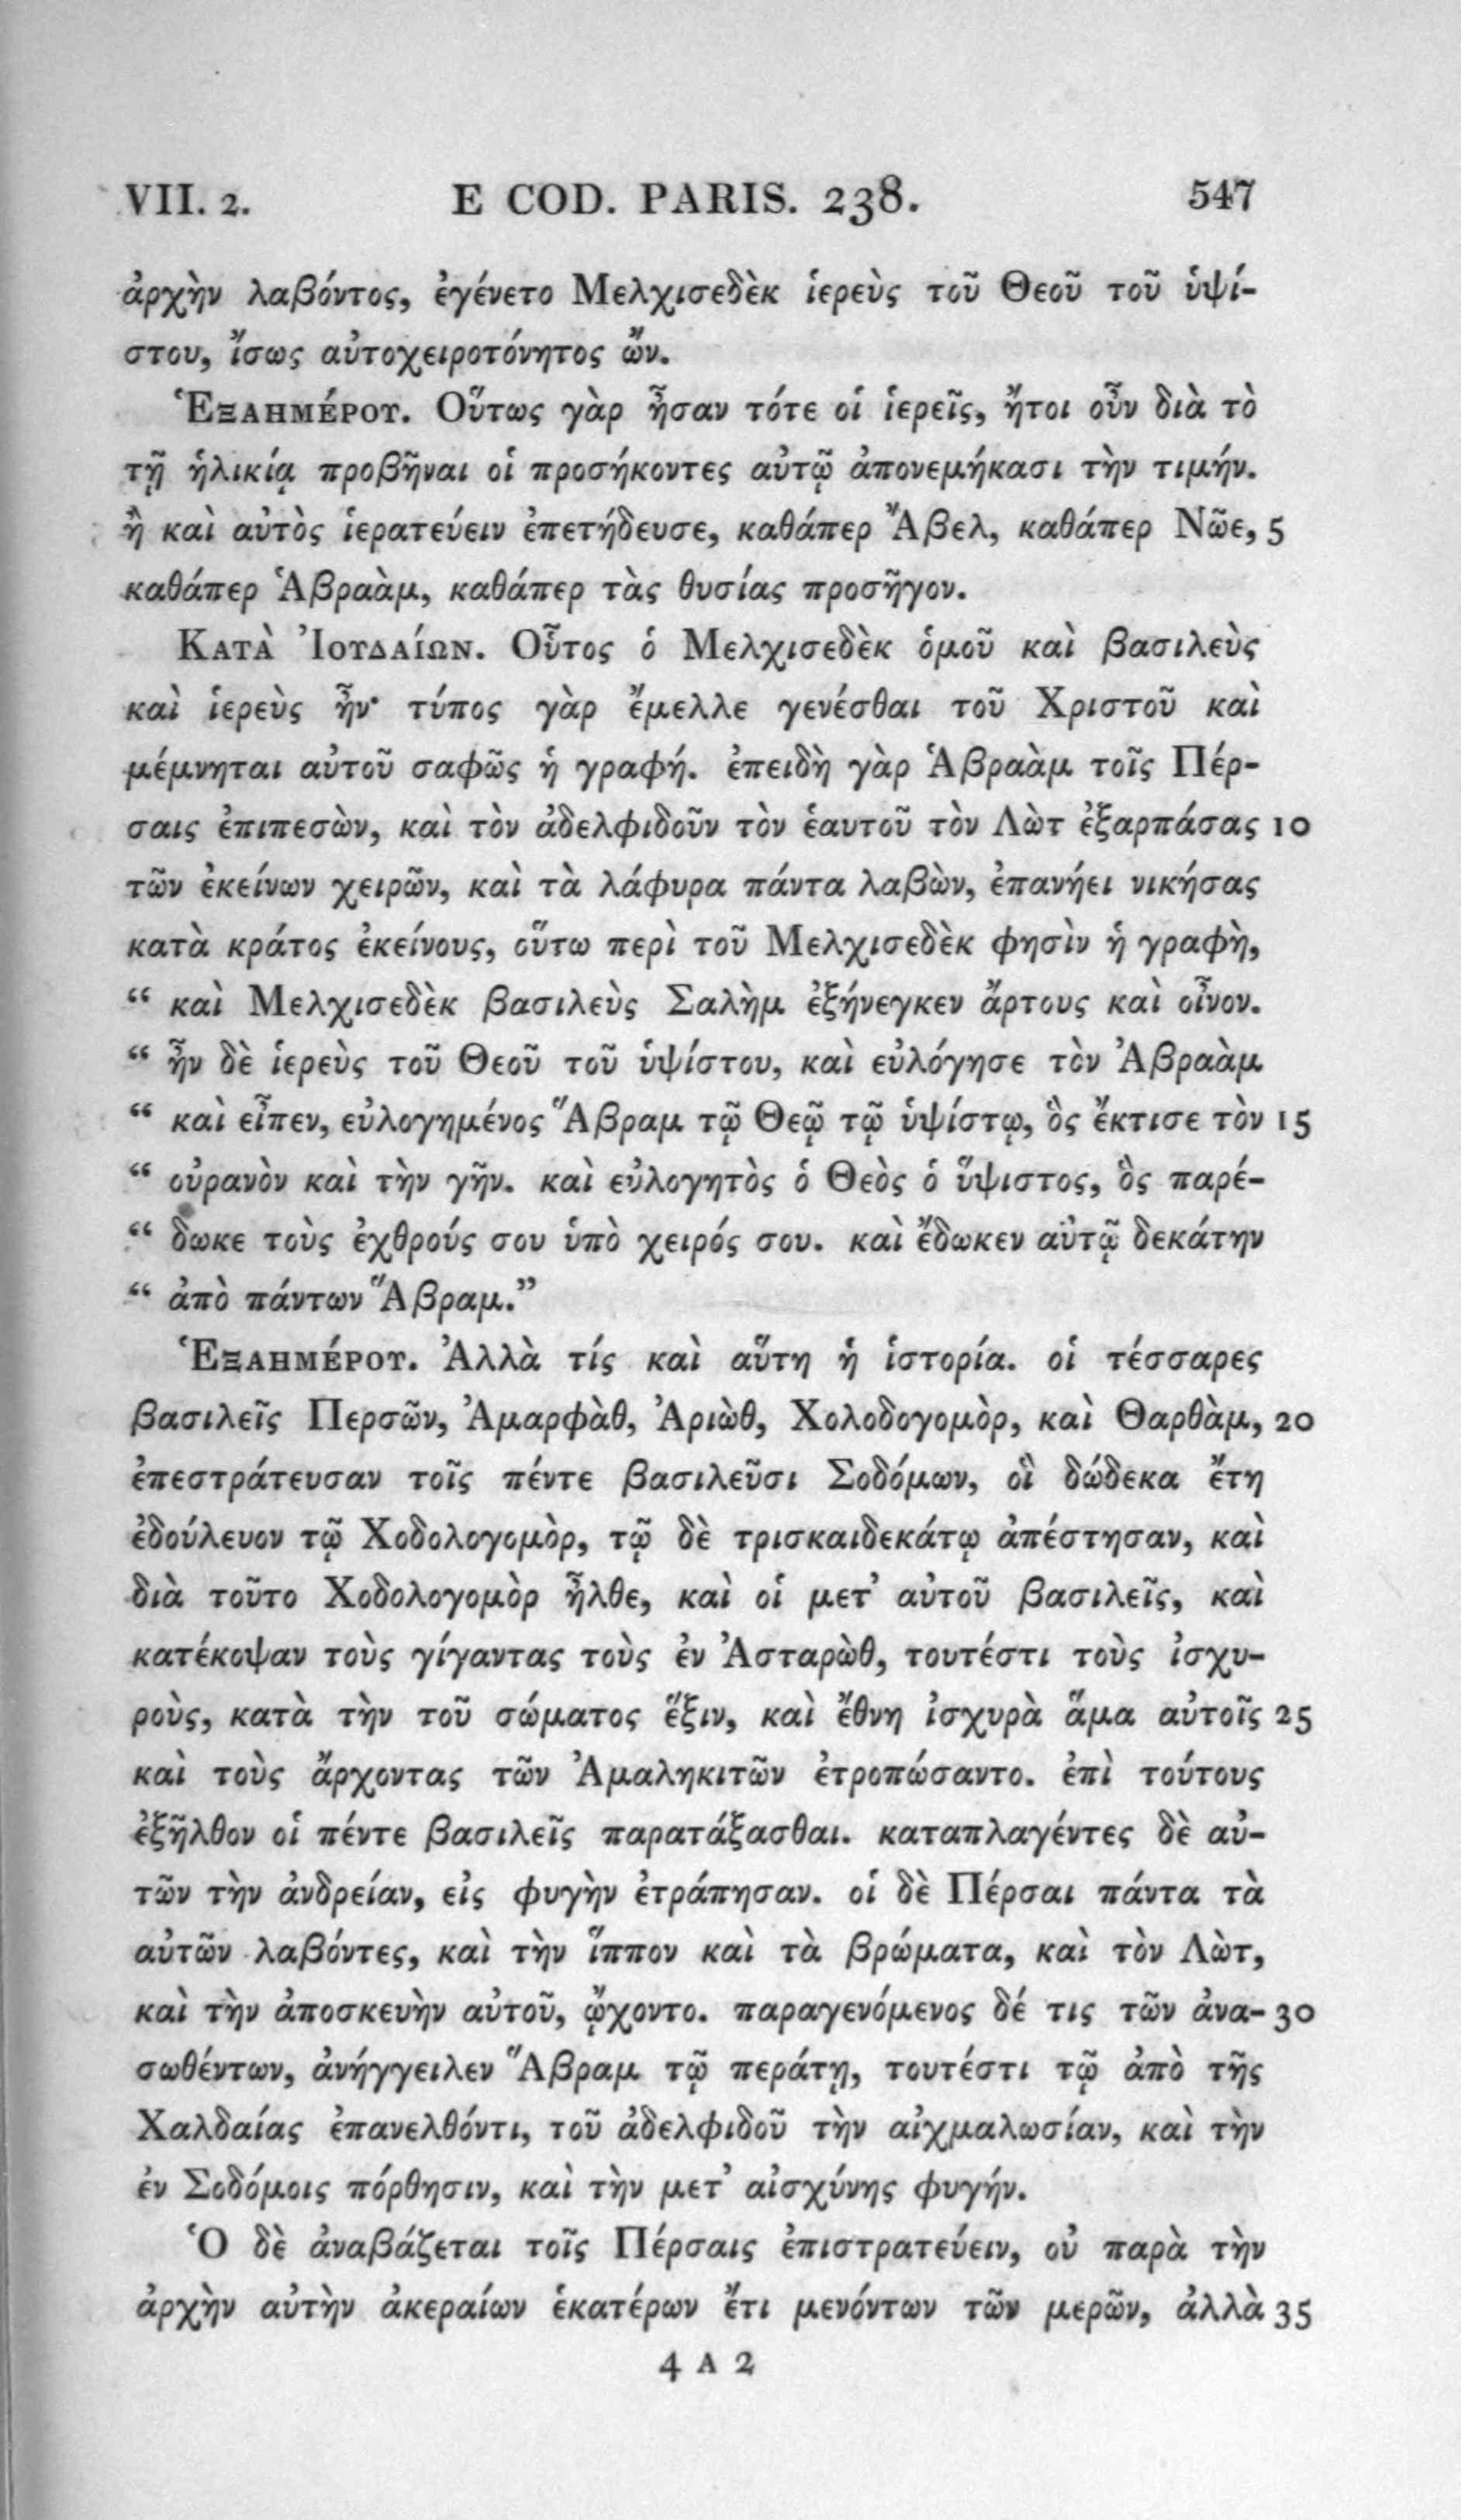 VII. 2. E COD. PARIS. 238. 547
ἀρχὴν λαβόντος, ἐγένετο Μελχισεδὲκ ἱερεὺς τοῦ Θεοῦ τοῦ ὑψί-
στου, ἴσως αὐτοχειροτόνητος ὤν.
ἙΞΑΗΜΈΡΟΥ. Οὕτως γὰρ ἦσαν τότε οἱ ἱερεῖς, ἤτοι οὖν διὰ τὸ
τῇ ἡλικίᾳ προβῆναι οἱ προσήκοντες αὐτῷ ἀπονεμήκασι τὴν τιμήν.
ἢ καὶ αὐτὸς ἱερατεύειν ἐπετήδευσε, καθάπερ Ἄβελ, καθάπερ Νῶε, 5
καθάπερ Ἁβραὰμ, καθάπερ τὰς θυσίας προσῆγον.
ΚΑΤᾺ ἸΟΥΔΑΊΩΝ. Οὗτος ὁ Μελχισεδὲκ ὁμοῦ καὶ βασιλεὺς
καὶ ἱερεὺς ἦν· τύπος γὰρ ἔμελλε γενέσθαι τοῦ Χριστοῦ καὶ
μέμνηται αὐτοῦ σαφῶς ἡ γραφή. ἐπειδὴ γὰρ Ἁβραὰμ τοῖς Πέρ-
σαις ἐπιπεσὼν, καὶ τὸν ἀδελφιδοῦν τὸν ἑαυτοῦ τὸν Λὼτ ἐξαρπάσας 10
τῶν ἐκείνων χειρῶν, καὶ τὰ λάφυρα πάντα λαβὼν, ἐπανήει νικήσας
κατὰ κράτος ἐκείνους, οὕτω περὶ τοῦ Μελχισεδὲκ φησὶν ἡ γραφὴ,
“ καὶ Μελχισεδὲκ βασιλεὺς Σαλὴμ ἐξήνεγκεν ἄρτους καὶ οἶνον.
“ ἦν δὲ ἱερεὺς τοῦ Θεοῦ τοῦ ὑψίστου, καὶ εὐλόγησε τὸν Ἀβραὰμ
“ καὶ εἶπεν, εὐλογημένος Ἅβραμ τῷ Θεῷ τῷ ὑψίστῳ, ὃς ἔκτισε τὸν 15
“ οὐρανὸν καὶ τὴν γῆν. καὶ εὐλογητὸς ὁ Θεὸς ὁ ὕψιστος, ὃς παρέ-
“ δωκε τοὺς ἐχθρούς σου ὑπὸ χειρός σου. καὶ ἔδωκεν αὐτῷ δεκάτην
“ ἀπὸ πάντων Ἅβραμ.”
ἙΞΑΗΜΈΡΟΥ. Ἀλλὰ τίς καὶ αὕτη ἡ ἱστορία. οἱ τέσσαρες
βασιλεῖς Περσῶν, Ἀμαρφὰθ, Ἀριὼθ, Χολοδογομὸρ, καὶ Θαρθὰμ, 20
ἐπεστράτευσαν τοῖς πέντε βασιλεῦσι Σοδόμων, οἳ δώδεκα ἔτη
ἐδούλευον τῷ Χοδολογομὸρ, τῷ δὲ τρισκαιδεκάτῳ ἀπέστησαν, καὶ
διὰ τοῦτο Χοδολογομὸρ ἦλθε, καὶ οἱ μετ’ αὐτοῦ βασιλεῖς, καὶ
κατέκοψαν τοὺς γίγαντας τοὺς ἐν Ἀσταρὼθ, τουτέστι τοὺς ἰσχυ-
ροὺς, κατὰ τὴν τοῦ σώματος ἕξιν, καὶ ἔθνη ἰσχυρὰ ἅμα αὐτοῖς 25
καὶ τοὺς ἄρχοντας τῶν Ἀμαληκιτῶν ἐτροπώσαντο. ἐπὶ τούτους
ἐξῆλθον οἱ πέντε βασιλεῖς παρατάξασθαι. καταπλαγέντες δὲ αὐ-
τῶν τὴν ἀνδρείαν, εἰς φυγὴν ἐτράπησαν. οἱ δὲ Πέρσαι πάντα τὰ
αὐτῶν λαβόντες, καὶ τὴν ἵππον καὶ τὰ βρώματα, καὶ τὸν Λὼτ,
καὶ τὴν ἀποσκευὴν αὐτοῦ, ᾤχοντο. παραγενόμενος δέ τις τῶν ἀνα- 30
σωθέντων, ἀνήγγειλεν Ἅβραμ τῷ περάτῃ, τουτέστι τῷ ἀπὸ τῆς
Χαλδαίας ἐπανελθόντι, τοῦ ἀδελφιδοῦ τὴν αἰχμαλωσίαν, καὶ τὴν
ἐν Σοδόμοις πόρθησιν, καὶ τὴν μετ’ αἰσχύνης φυγήν.
Ὁ δὲ ἀναβάζεται τοῖς Πέρσαις ἐπιστρατεύειν, οὐ παρὰ τὴν
ἀρχὴν αὐτὴν ἀκεραίων ἑκατέρων ἔτι μενόντων τῶν μερῶν, ἀλλὰ 35
4 A 2